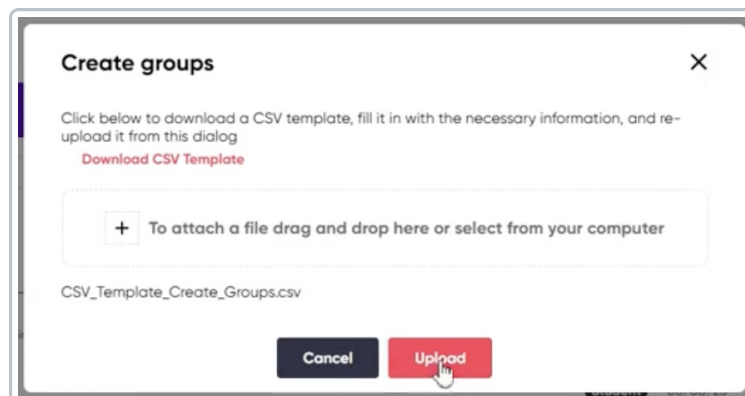 Create groups
Click below to download a CSV template, fill it in with the necessary information, and re-
upload it from this dialog
Download CSV Template
+ To attach a file drag and drop here or select from your computer
CSV_Template_Create_Groups.csv
Cancel Upload